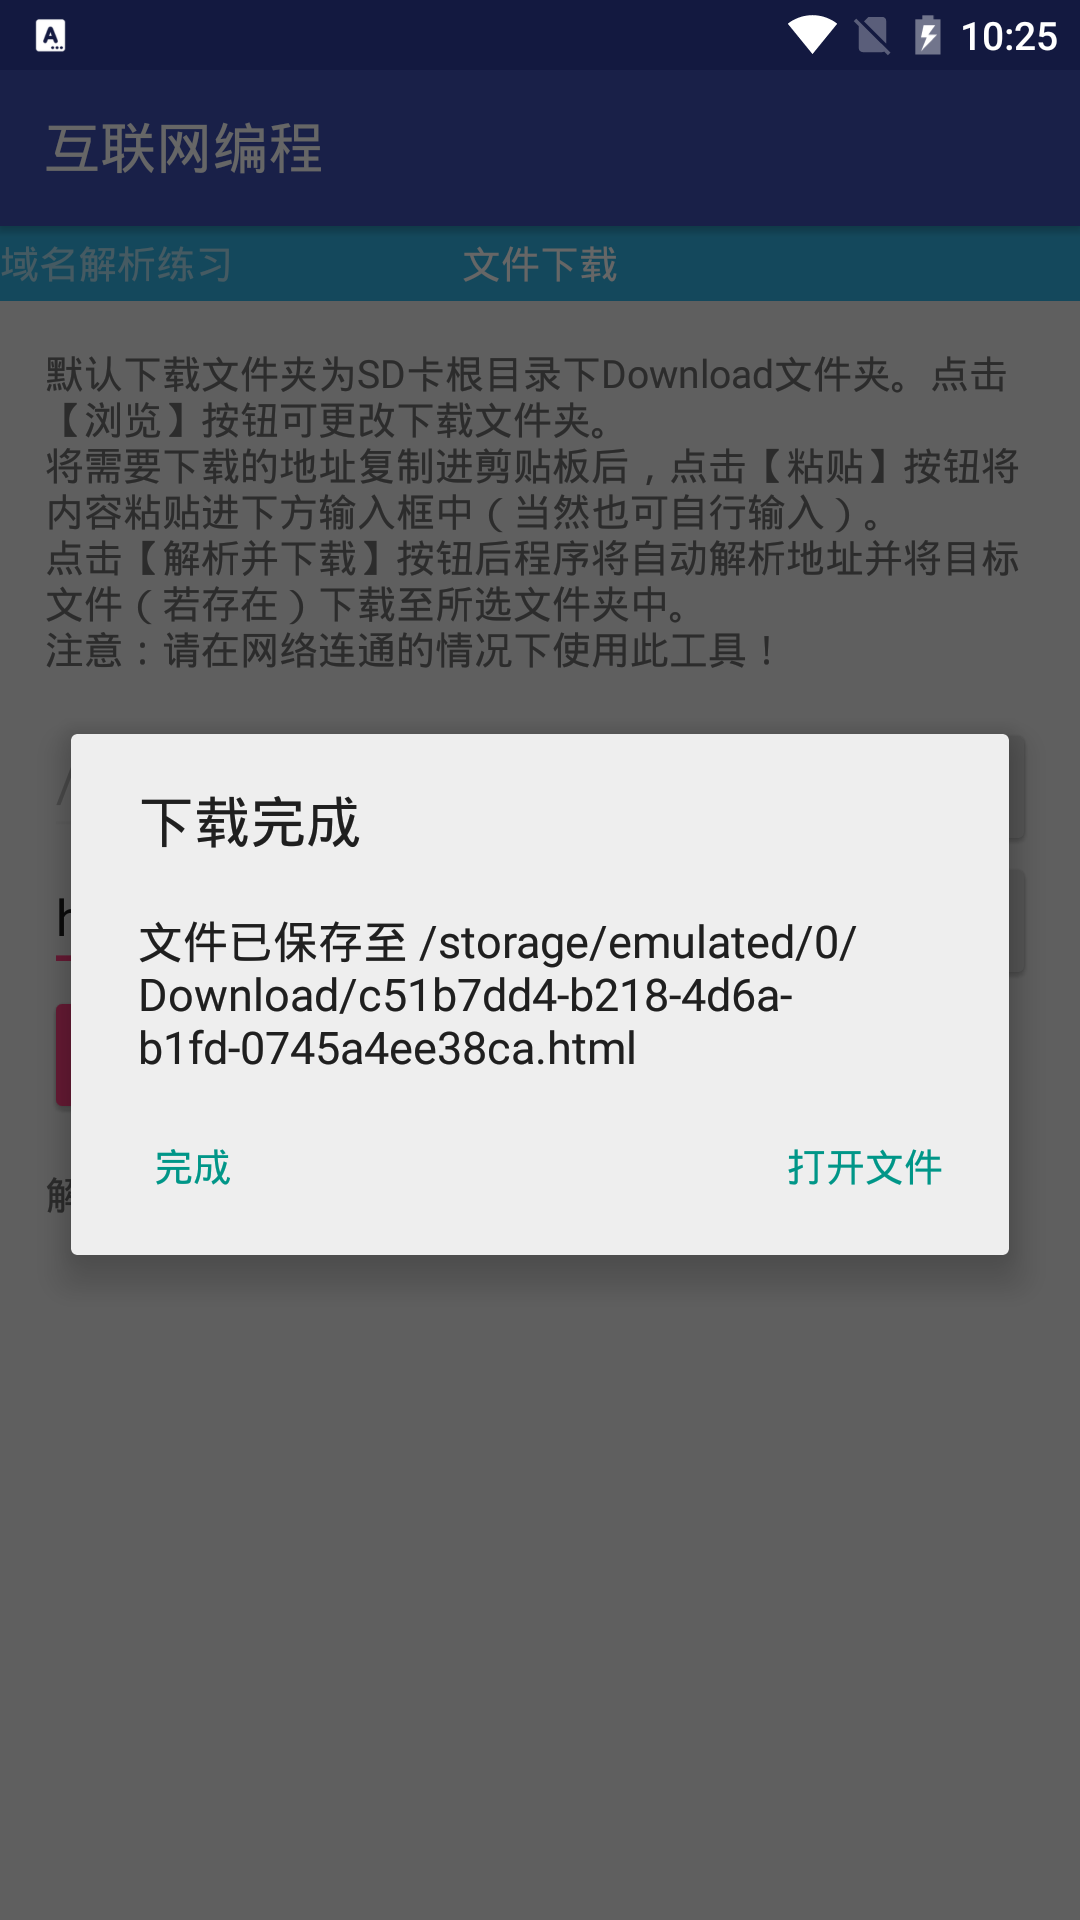 10:25
互联网编程
域名解析练习 文件下载
默认下载文件夹为SD卡根目录下Download文件夹。点击
【浏览】按钮可更改下载文件夹。
将需要下载的地址复制进剪贴板后，点击【粘贴】按钮将
内容粘贴进下方输入框中（当然也可自行输入）。
点击【解析并下载】按钮后程序将自动解析地址并将目标
文件（若存在）下载至所选文件夹中。
注意：请在网络连通的情况下使用此工具！
/
下载完成
文件已保存至 /storage/emulated/0/
Download/c51b7dd4-b218-4d6a-
b1fd-0745a4ee38ca.html
完成 打开文件